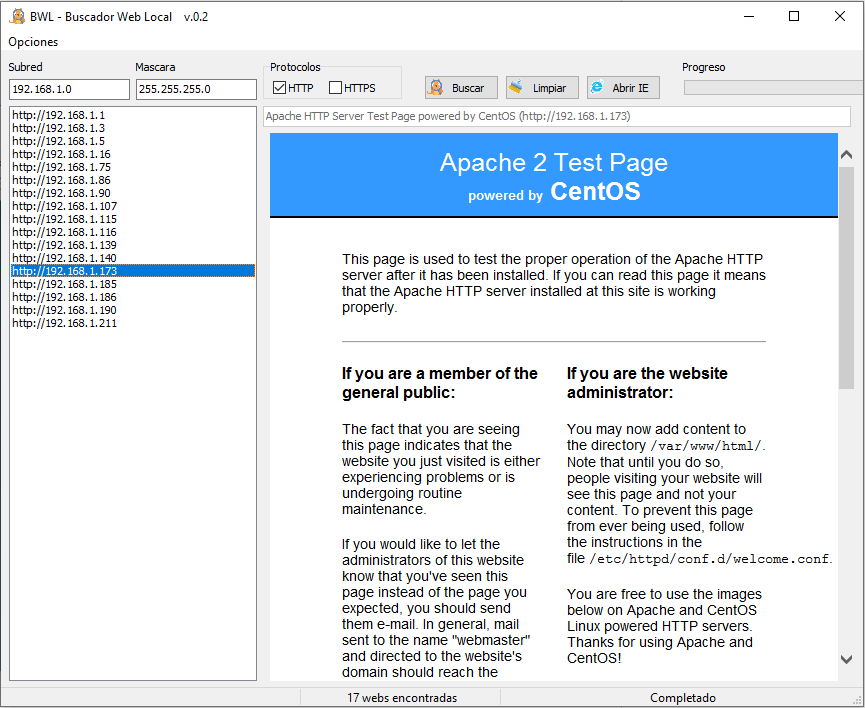 BWL - Buscador Web Local v.0.2
Opciones
Subred
Mascara
Protocolos
Progreso
192.168.1.0
255.255.255.0
HTTP
HTTPS
Buscar
Limpiar
Abrir IE
http://192.168.1.1
http://192.168.1.3
http://192.168.1.5
http://192.168.1.16
http://192.168.1.75
http://192.168.1.86
http://192.168.1.90
http://192.168.1.107
http://192.168.1.115
http://192.168.1.116
http://192.168.1.139
http://192.168.1.140
http://192.168.1.173
http://192.168.1.185
http://192.168.1.186
http://192.168.1.190
http://192.168.1.211
Apache HTTP Server Test Page powered by CentOS (http://192.168.1.173)
Apache 2 Test Page
powered by CentOS
This page is used to test the proper operation of the Apache HTTP
server after it has been installed. If you can read this page it means
that the Apache HTTP server installed at this site is working
properly.
If you are a member of the
general public:
The fact that you are seeing
this page indicates that the
website you just visited is either
experiencing problems or is
undergoing routine
maintenance.
If you would like to let the
administrators of this website
know that you've seen this
page instead of the page you
expected, you should send
them e-mail. In general, mail
sent to the name "webmaster"
and directed to the website's
domain should reach the
If you are the website
administrator:
You may now add content to
the directory /var/www/html/.
Note that until you do so,
people visiting your website will
see this page and not your
content. To prevent this page
from ever being used, follow
the instructions in the
file /etc/httpd/conf.d/welcome.conf.
You are free to use the images
below on Apache and CentOS
Linux powered HTTP servers.
Thanks for using Apache and
CentOS!
17 webs encontradas
Completado